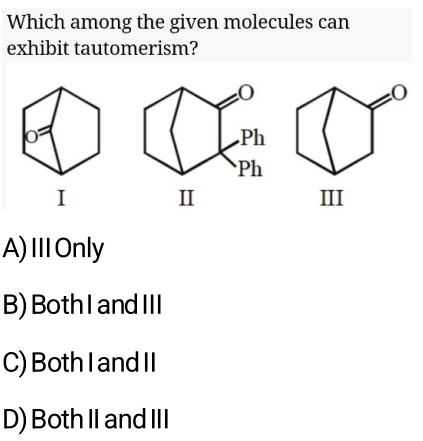 Which among the given molecules can
exhibit tautomerism?
O O O
Ph
Ph
I II III
A) III Only
B) Both I and III
C) Both I and II
D) Both II and III